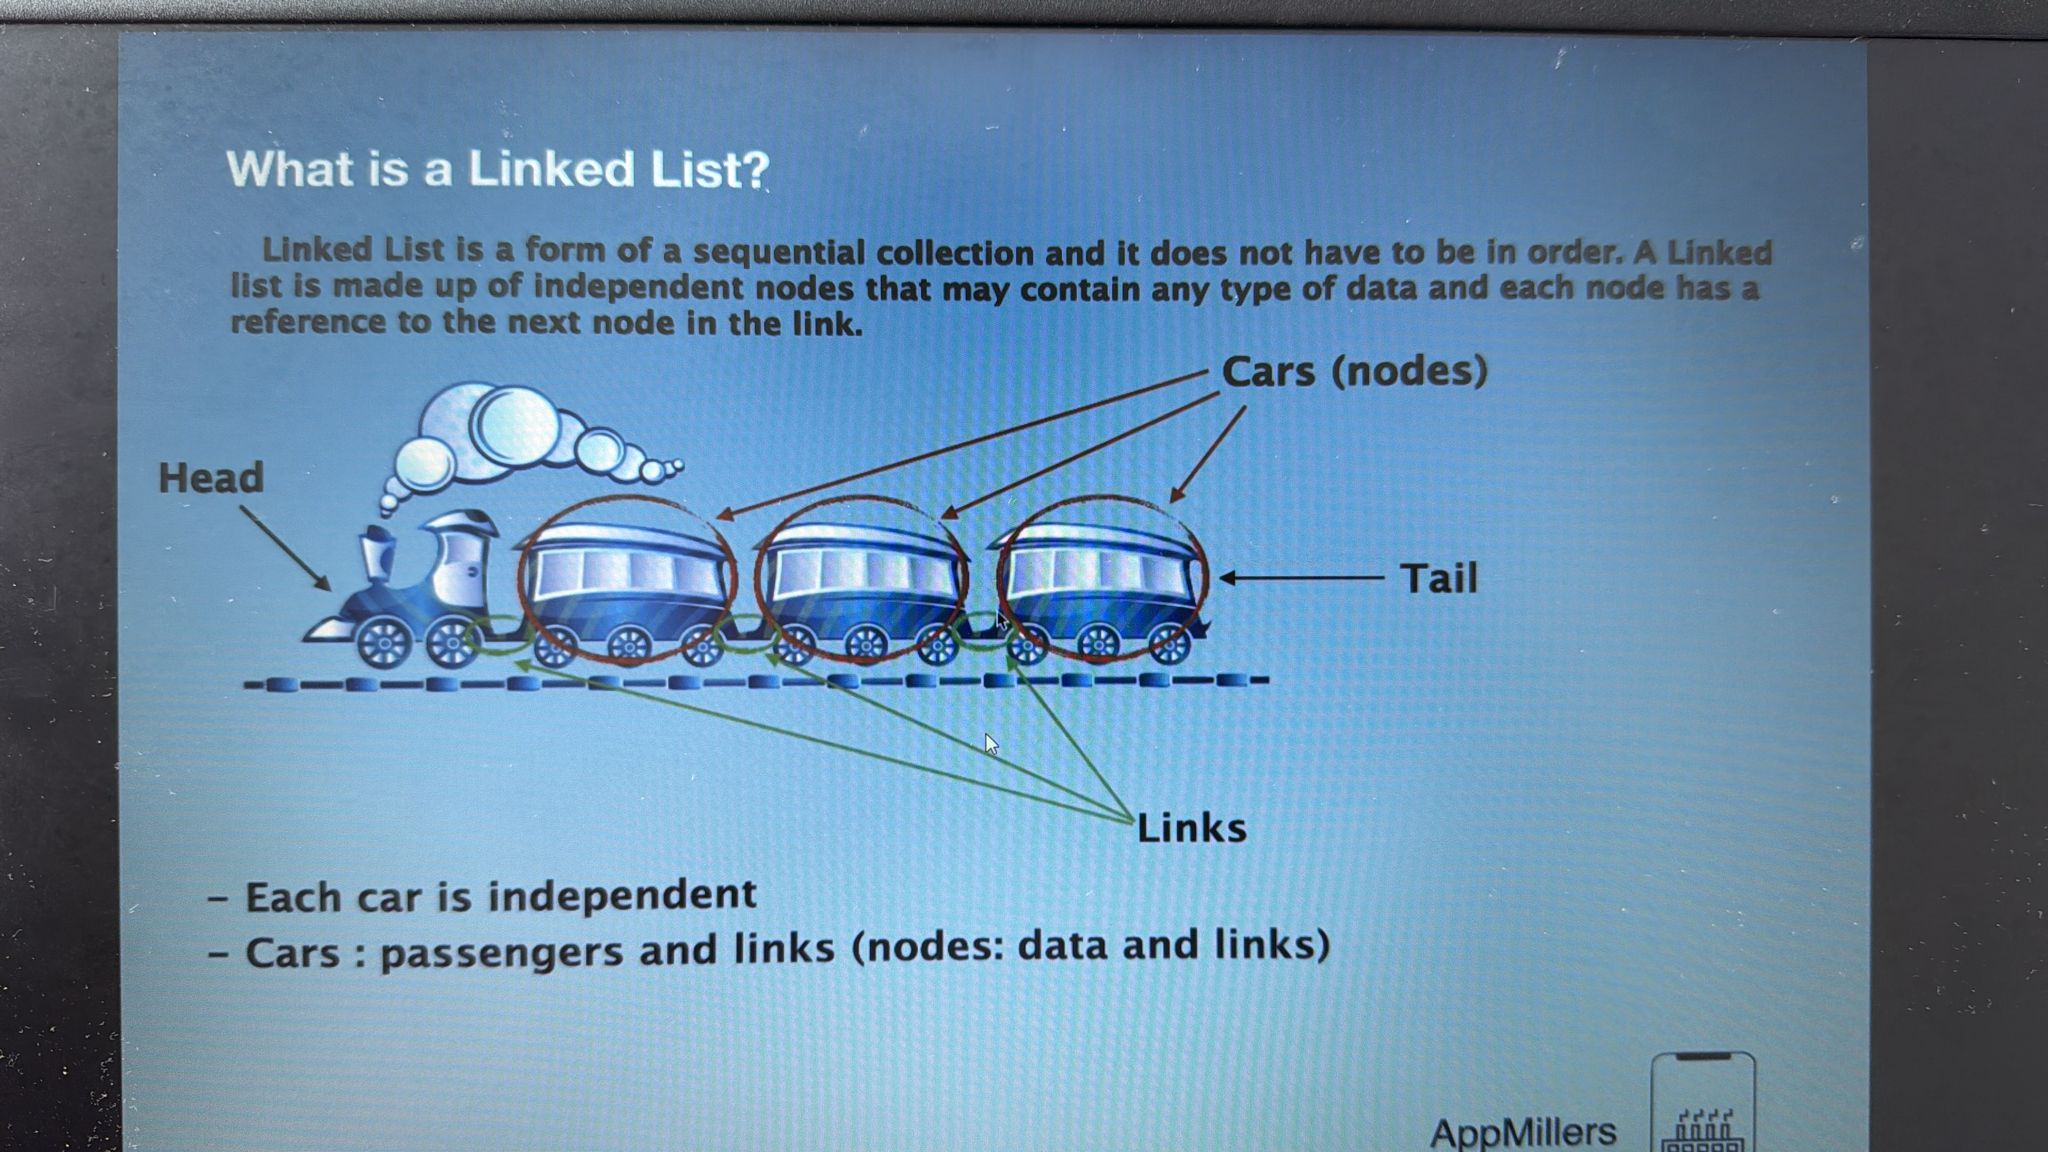 What is a Linked List?
Linked List is a form of a sequential collection and it does not have to be in order. A Linked
list is made up of independent nodes that may contain any type of data and each node has a
reference to the next node in the link.
Cars (nodes)
Head
Tail
Links
– Each car is independent
– Cars : passengers and links (nodes: data and links)
AppMillers